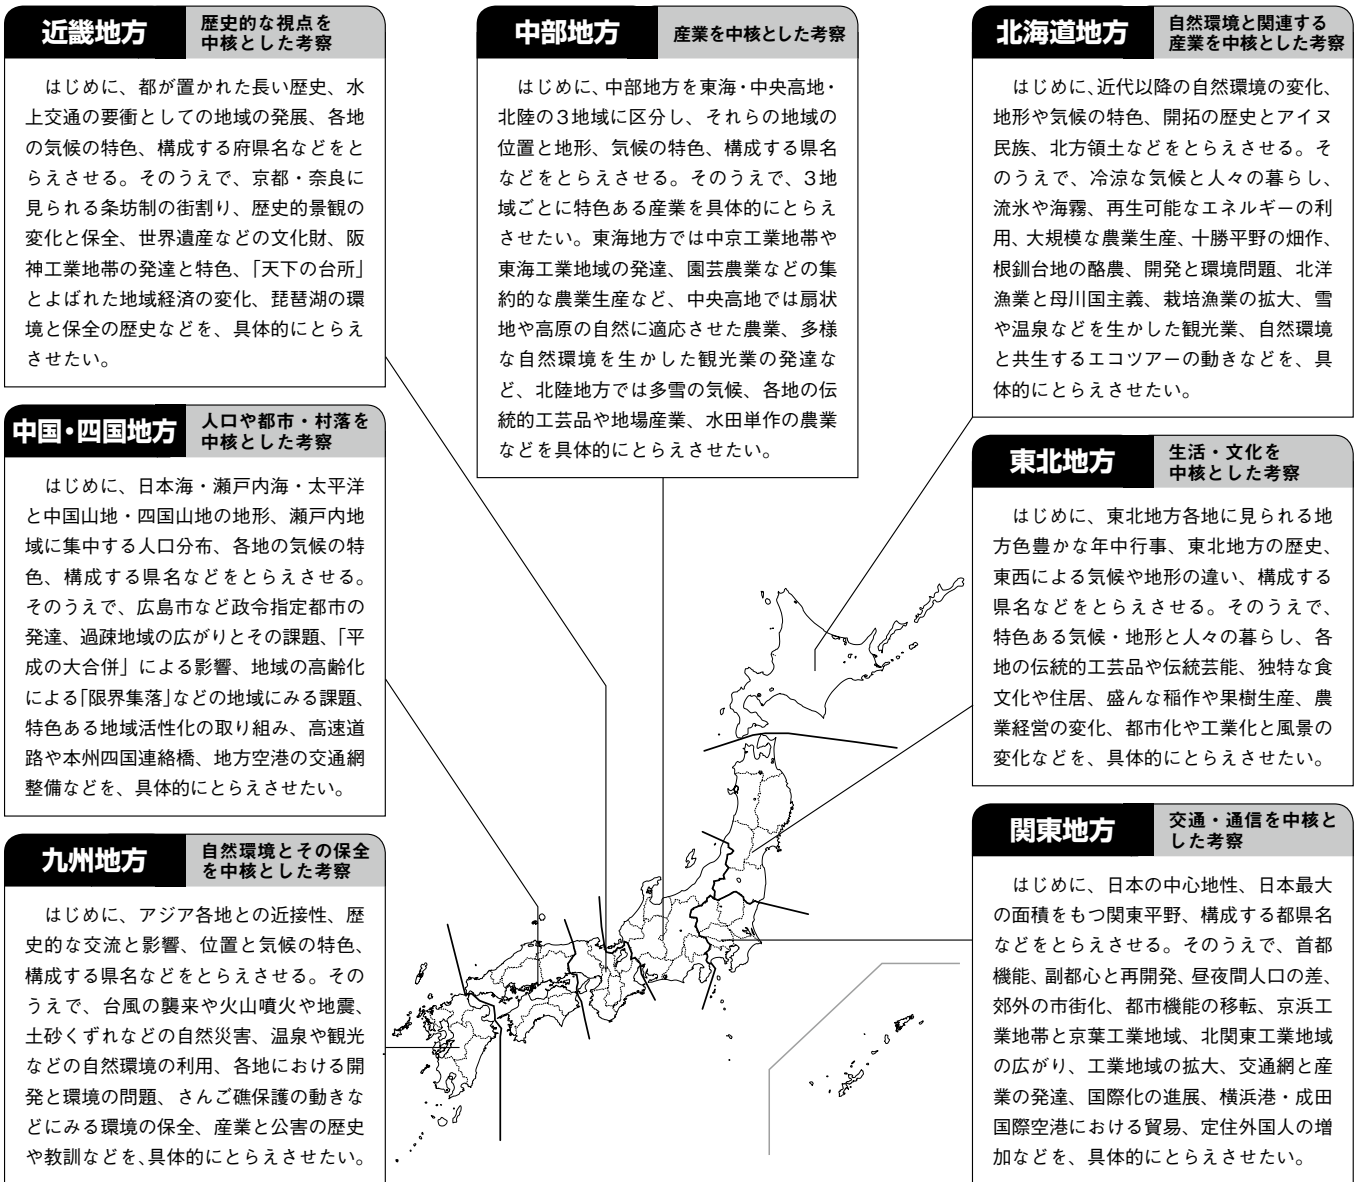 近畿地方
歴史的な視点を
中核とした考察
はじめに、都が置かれた長い歴史、水
上交通の要衝としての地域の発展、各地
の気候の特色、構成する府県名などをと
らえさせる。そのうえで、京都・奈良に
見られる条坊制の街割り、歴史的景観の
変化と保全、世界遺産などの文化財、阪
神工業地帯の発達と特色、「天下の台所」
とよばれた地域経済の変化、琵琶湖の環
境と保全の歴史などを、具体的にとらえ
させたい。
中国・四国地方
人口や都市・村落を
中核とした考察
はじめに、日本海・瀬戸内海・太平洋
と中国山地・四国山地の地形、瀬戸内地
域に集中する人口分布、各地の気候の特
色、構成する県名などをとらえさせる。
そのうえで、広島市など政令指定都市の
発達、過疎地域の広がりとその課題、「平
成の大合併」による影響、地域の高齢化
による「限界集落」などの地域にみる課題、
特色ある地域活性化の取り組み、高速道
路や本州四国連絡橋、地方空港の交通網
整備などを、具体的にとらえさせたい。
九州地方
自然環境とその保全
を中核とした考察
はじめに、アジア各地との近接性、歴
史的な交流と影響、位置と気候の特色、
構成する県名などをとらえさせる。その
うえで、台風の襲来や火山噴火や地震、
土砂くずれなどの自然災害、温泉や観光
などの自然環境の利用、各地における開
発と環境の問題、さんご礁保護の動きな
どにみる環境の保全、産業と公害の歴史
や教訓などを、具体的にとらえさせたい。
中部地方
産業を中核とした考察
はじめに、中部地方を東海・中央高地・
北陸の3地域に区分し、それらの地域の
位置と地形、気候の特色、構成する県名
などをとらえさせる。そのうえで、3地
域ごとに特色ある産業を具体的にとらえ
させたい。東海地方では中京工業地帯や
東海工業地域の発達、園芸農業などの集
約的な農業生産など、中央高地では扇状
地や高原の自然に適応させた農業、多様
な自然環境を生かした観光業の発達な
ど、北陸地方では多雪の気候、各地の伝
統的工芸品や地場産業、水田単作の農業
などを具体的にとらえさせたい。
北海道地方
自然環境と関連する
産業を中核とした考察
はじめに、近代以降の自然環境の変化、
地形や気候の特色、開拓の歴史とアイヌ
民族、北方領土などをとらえさせる。そ
のうえで、冷涼な気候と人々の暮らし、
流氷や海霧、再生可能なエネルギーの利
用、大規模な農業生産、十勝平野の畑作、
根釧台地の酪農、開発と環境問題、北洋
漁業と母川国主義、栽培漁業の拡大、雪
や温泉などを生かした観光業、自然環境
と共生するエコツアーの動きなどを、具
体的にとらえさせたい。
東北地方
生活・文化を
中核とした考察
はじめに、東北地方各地に見られる地
方色豊かな年中行事、東北地方の歴史、
東西による気候や地形の違い、構成する
県名などをとらえさせる。そのうえで、
特色ある気候・地形と人々の暮らし、各
地の伝統的工芸品や伝統芸能、独特な食
文化や住居、盛んな稲作や果樹生産、農
業経営の変化、都市化や工業化と風景の
変化などを、具体的にとらえさせたい。
関東地方
交通・通信を中核と
した考察
はじめに、日本の中心地性、日本最大
の面積をもつ関東平野、構成する都県名
などをとらえさせる。そのうえで、首都
機能、副都心と再開発、昼夜間人口の差、
郊外の市街化、都市機能の移転、京浜工
業地帯と京葉工業地域、北関東工業地域
の広がり、工業地域の拡大、交通網と産
業の発達、国際化の進展、横浜港・成田
国際空港における貿易、定住外国人の増
加などを、具体的にとらえさせたい。